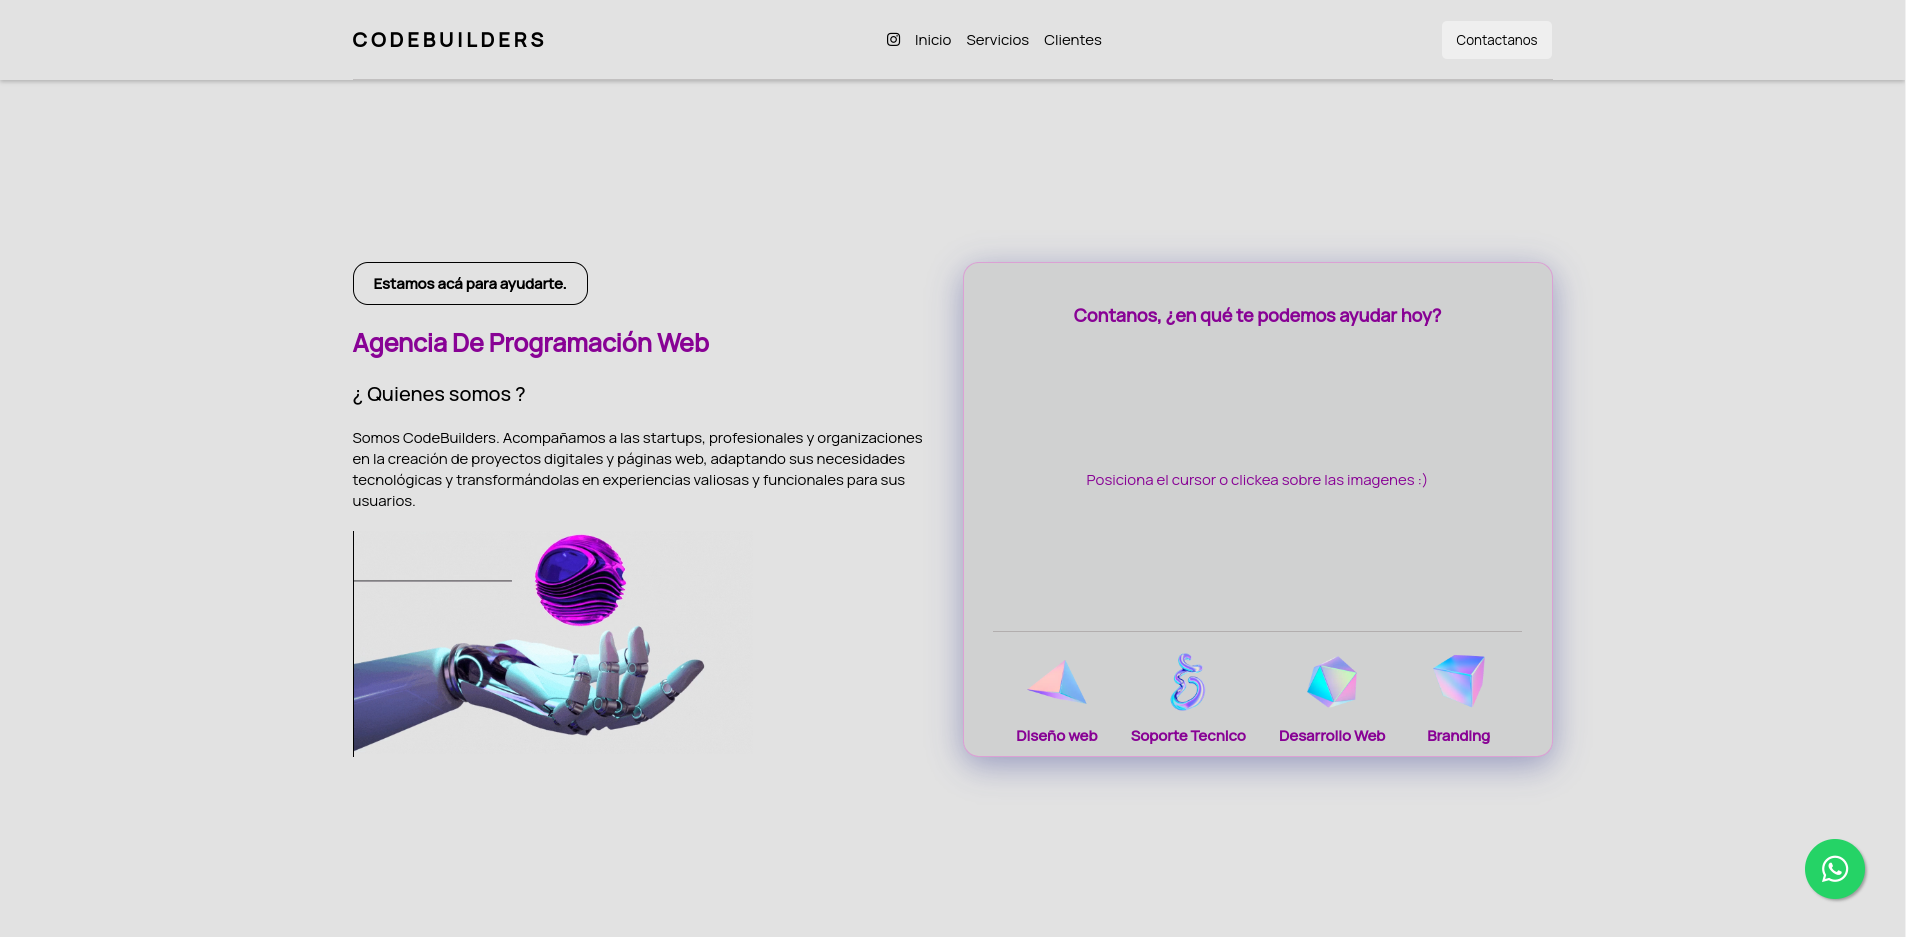 CODEBUILDERS
Inicio
Servicios
Clientes
Contactanos
Estamos acá para ayudarte.
Agencia De Programación Web
¿ Quienes somos ?
Somos CodeBuilders. Acompañamos a las startups, profesionales y organizaciones
en la creación de proyectos digitales y páginas web, adaptando sus necesidades
tecnológicas y transformándolas en experiencias valiosas y funcionales para sus
usuarios.
Contanos, ¿en qué te podemos ayudar hoy?
Posiciona el cursor o clickea sobre las imagenes :)
Diseño web
Soporte Tecnico
Desarrollo Web
Branding